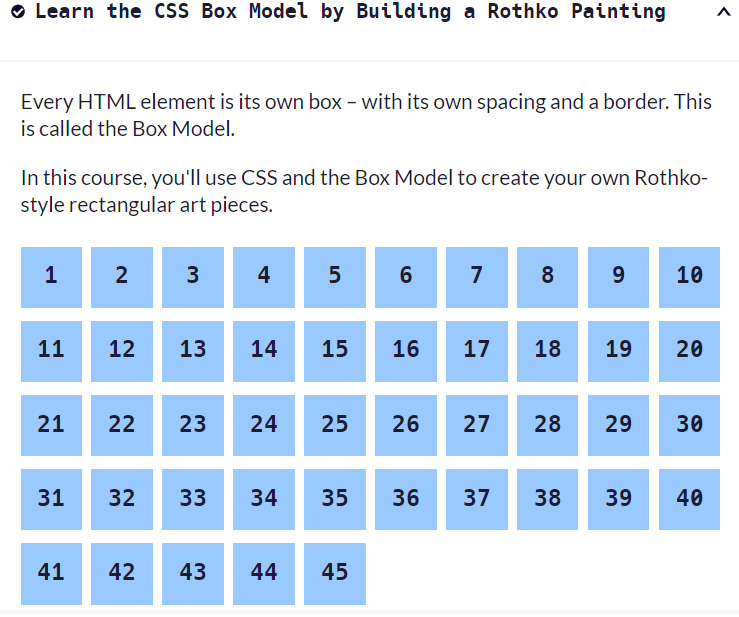 Learn the CSS Box Model by Building a Rothko Painting
Every HTML element is its own box – with its own spacing and a border. This
is called the Box Model.
In this course, you'll use CSS and the Box Model to create your own Rothko-
style rectangular art pieces.
1 2 3 4 5 6 7 8 9 10
11 12 13 14 15 16 17 18 19 20
21 22 23 24 25 26 27 28 29 30
31 32 33 34 35 36 37 38 39 40
41 42 43 44 45